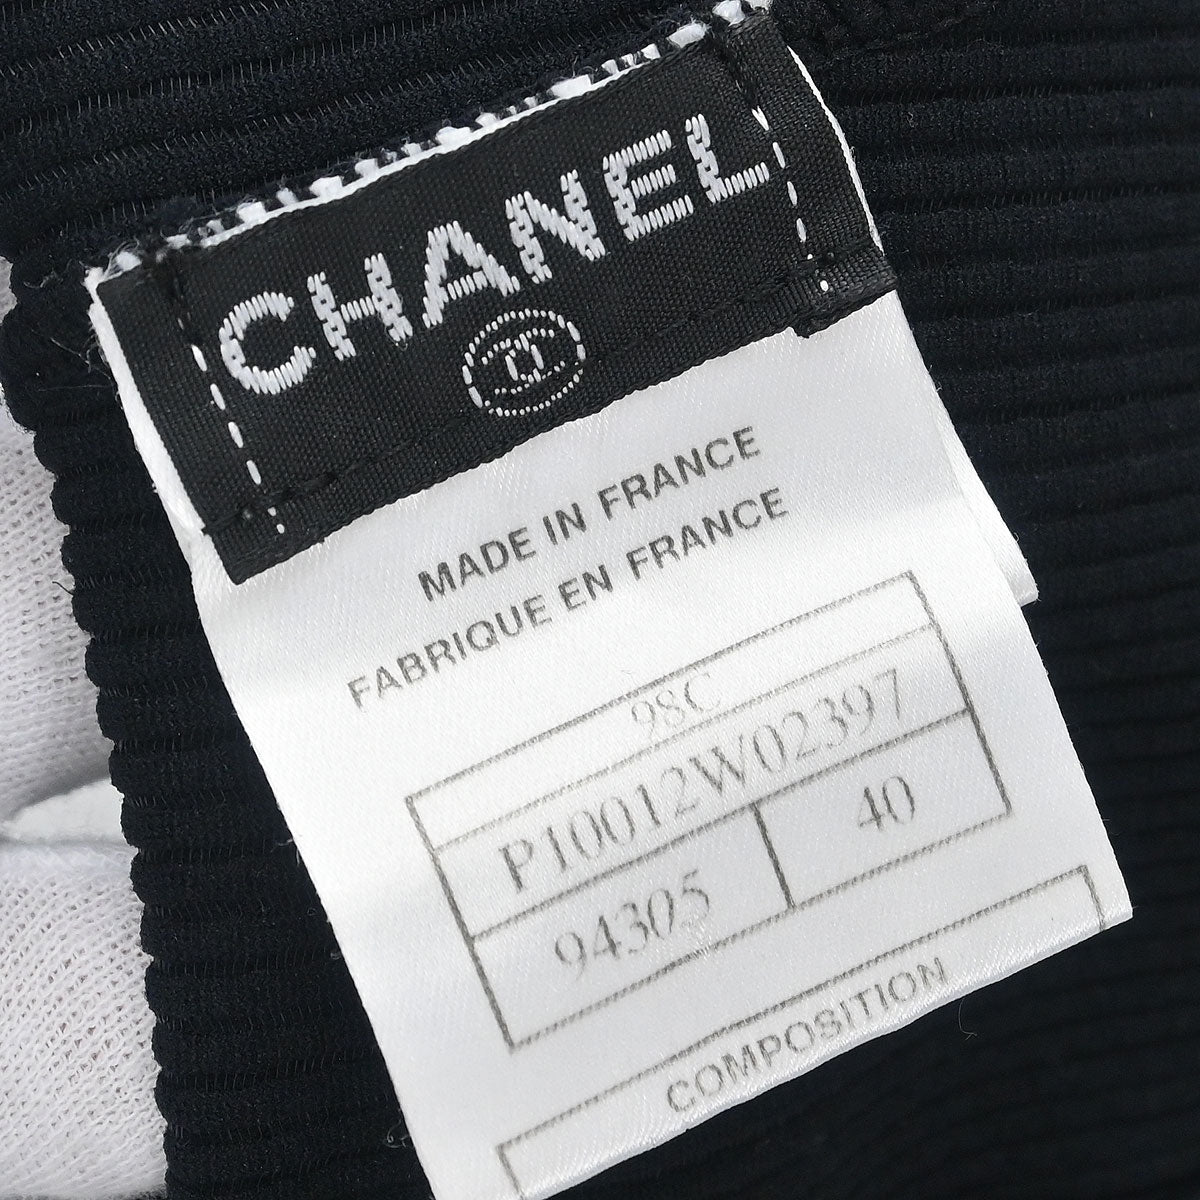 CHANEL
MADE IN FRANCE
FABRIQUE EN FRANCE
98C
P10012W02397
94305 40
COMPOSITION